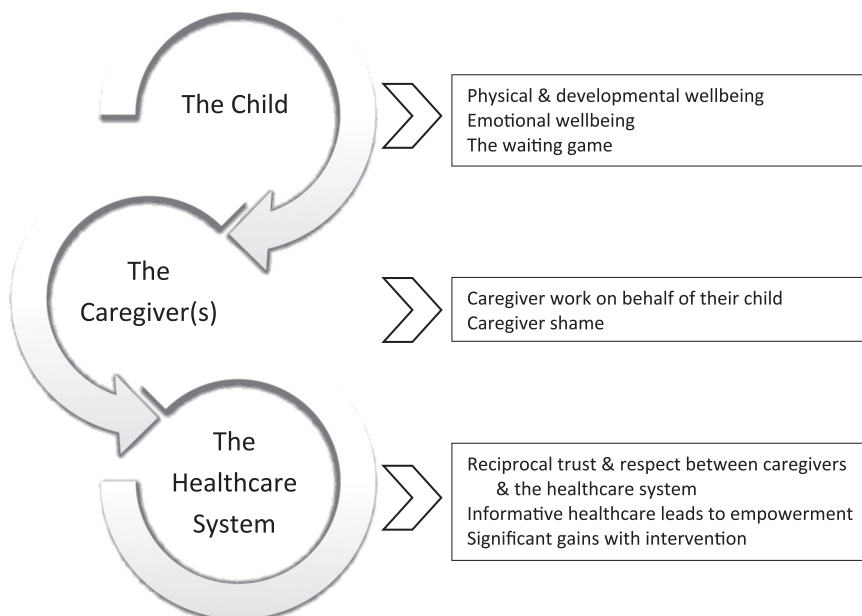 The Child
Physical & developmental wellbeing
Emotional wellbeing
The waiting game
The
Caregiver(s)
Caregiver work on behalf of their child
Caregiver shame
The
Healthcare
System
Reciprocal trust & respect between caregivers
& the healthcare system
Informative healthcare leads to empowerment
Significant gains with intervention